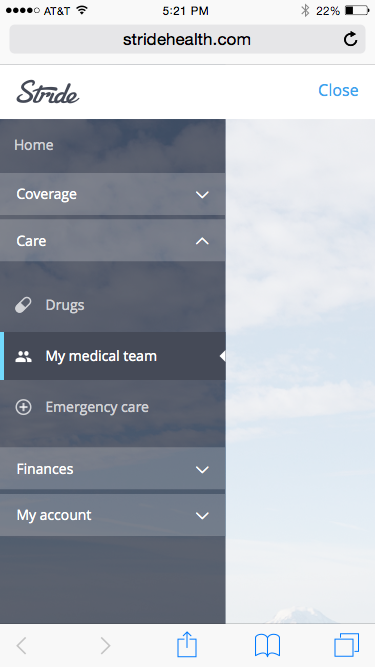 AT&T 5:21 PM 22%
stridehealth.com
Stride Close
Home
Coverage
Care
Drugs
My medical team
Emergency care
Finances
My account